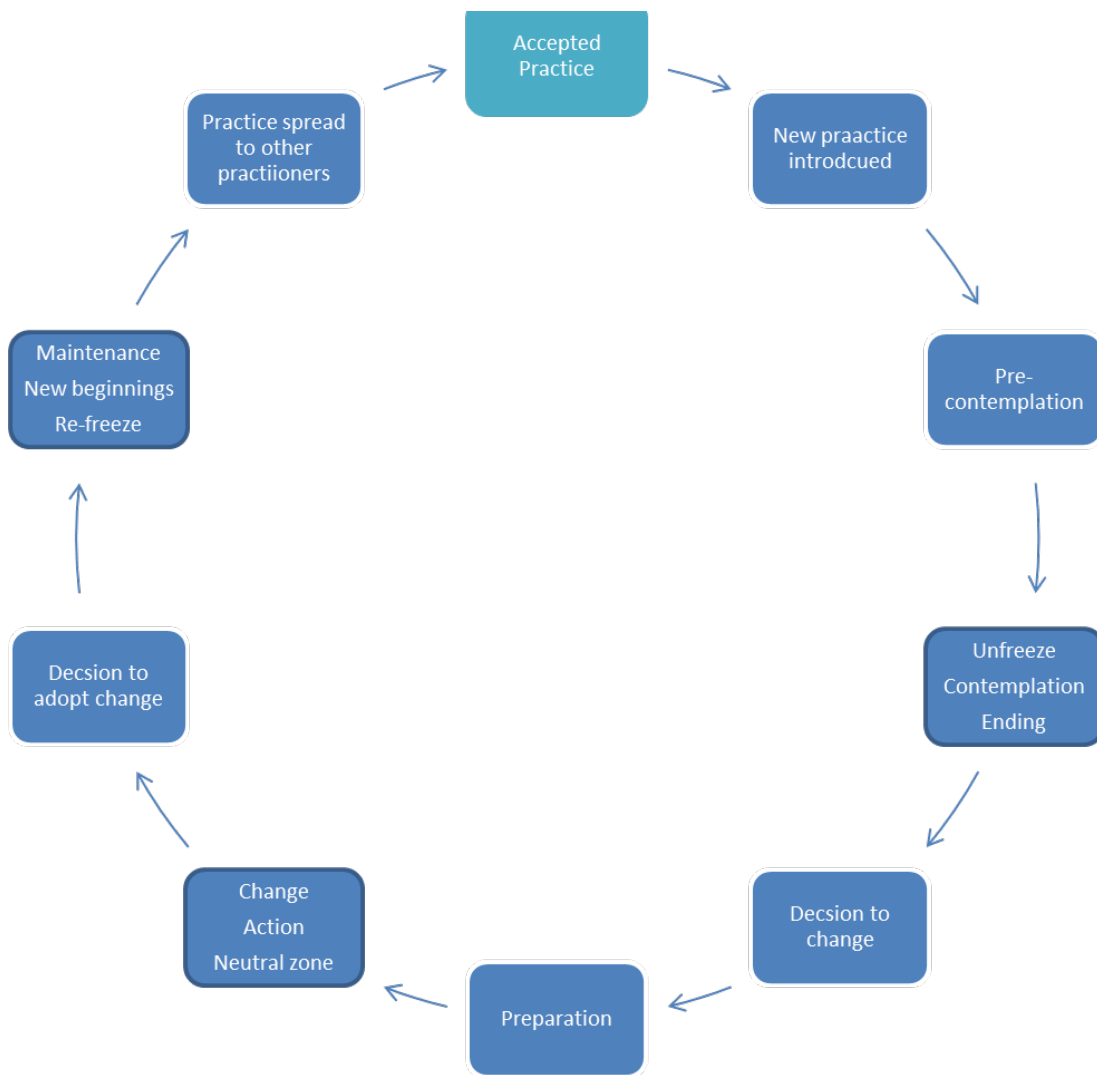 Accepted
Practice
New praactice
introdcued
Pre-
contemplation
Unfreeze
Contemplation
Ending
Decsion to
change
Preparation
Change
Action
Neutral zone
Decsion to
adopt change
Maintenance
New beginnings
Re-freeze
Practice spread
to other
practiioners